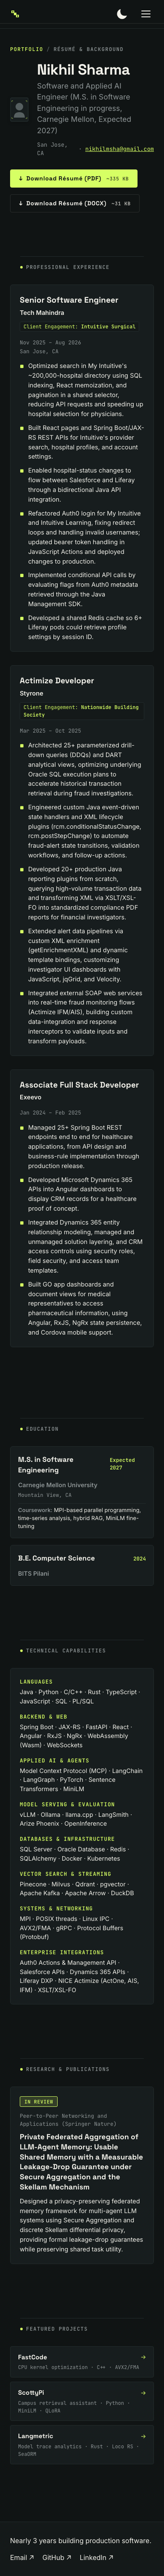 PORTFOLIO / RÉSUMÉ & BACKGROUND
Nikhil Sharma
Software and Applied AI
Engineer (M.S. in Software
Engineering in progress,
Carnegie Mellon, Expected
2027)
San Jose, CA · nikhilmsha@gmail.com
↓ Download Résumé (PDF) ~335 KB
↓ Download Résumé (DOCX) ~31 KB
PROFESSIONAL EXPERIENCE
Senior Software Engineer
Tech Mahindra
Client Engagement: Intuitive Surgical
Nov 2025 – Aug 2026
San Jose, CA
Optimized search in My Intuitive's
~200,000-hospital directory using SQL
indexing, React memoization, and
pagination in a shared selector,
reducing API requests and speeding up
hospital selection for physicians.
Built React pages and Spring Boot/JAX-
RS REST APIs for Intuitive's provider
search, hospital profiles, and account
settings.
Enabled hospital-status changes to
flow between Salesforce and Liferay
through a bidirectional Java API
integration.
Refactored Auth0 login for My Intuitive
and Intuitive Learning, fixing redirect
loops and handling invalid usernames;
updated bearer token handling in
JavaScript Actions and deployed
changes to production.
Implemented conditional API calls by
evaluating flags from Auth0 metadata
retrieved through the Java
Management SDK.
Developed a shared Redis cache so 6+
Liferay pods could retrieve profile
settings by session ID.
Actimize Developer
Styrone
Client Engagement: Nationwide Building
Society
Mar 2025 – Oct 2025
Architected 25+ parameterized drill-
down queries (DDQs) and DART
analytical views, optimizing underlying
Oracle SQL execution plans to
accelerate historical transaction
retrieval during fraud investigations.
Engineered custom Java event-driven
state handlers and XML lifecycle
plugins (rcm.conditionalStatusChange,
rcm.postStepChange) to automate
fraud-alert state transitions, validation
workflows, and follow-up actions.
Developed 20+ production Java
reporting plugins from scratch,
querying high-volume transaction data
and transforming XML via XSLT/XSL-
FO into standardized compliance PDF
reports for financial investigators.
Extended alert data pipelines via
custom XML enrichment
(getEnrichmentXML) and dynamic
template bindings, customizing
investigator UI dashboards with
JavaScript, jqGrid, and Velocity.
Integrated external SOAP web services
into real-time fraud monitoring flows
(Actimize IFM/AIS), building custom
data-integration and response
interceptors to validate inputs and
transform payloads.
Associate Full Stack Developer
Exeevo
Jan 2024 – Feb 2025
Managed 25+ Spring Boot REST
endpoints end to end for healthcare
applications, from API design and
business-rule implementation through
production release.
Developed Microsoft Dynamics 365
APIs into Angular dashboards to
display CRM records for a healthcare
proof of concept.
Integrated Dynamics 365 entity
relationship modeling, managed and
unmanaged solution layering, and CRM
access controls using security roles,
field security, and access team
templates.
Built GO app dashboards and
document views for medical
representatives to access
pharmaceutical information, using
Angular, RxJS, NgRx state persistence,
and Cordova mobile support.
EDUCATION
M.S. in Software
Engineering
Expected
2027
Carnegie Mellon University
Mountain View, CA
Coursework: MPI-based parallel programming,
time-series analysis, hybrid RAG, MiniLM fine-
tuning
B.E. Computer Science 2024
BITS Pilani
TECHNICAL CAPABILITIES
LANGUAGES
Java · Python · C/C++ · Rust · TypeScript ·
JavaScript · SQL · PL/SQL
BACKEND & WEB
Spring Boot · JAX-RS · FastAPI · React ·
Angular · RxJS · NgRx · WebAssembly
(Wasm) · WebSockets
APPLIED AI & AGENTS
Model Context Protocol (MCP) · LangChain
· LangGraph · PyTorch · Sentence
Transformers · MiniLM
MODEL SERVING & EVALUATION
vLLM · Ollama · llama.cpp · LangSmith ·
Arize Phoenix · OpenInference
DATABASES & INFRASTRUCTURE
SQL Server · Oracle Database · Redis ·
SQLAlchemy · Docker · Kubernetes
VECTOR SEARCH & STREAMING
Pinecone · Milvus · Qdrant · pgvector ·
Apache Kafka · Apache Arrow · DuckDB
SYSTEMS & NETWORKING
MPI · POSIX threads · Linux IPC ·
AVX2/FMA · gRPC · Protocol Buffers
(Protobuf)
ENTERPRISE INTEGRATIONS
Auth0 Actions & Management API ·
Salesforce APIs · Dynamics 365 APIs ·
Liferay DXP · NICE Actimize (ActOne, AIS,
IFM) · XSLT/XSL-FO
RESEARCH & PUBLICATIONS
IN REVIEW
Peer-to-Peer Networking and
Applications (Springer Nature)
Private Federated Aggregation of
LLM-Agent Memory: Usable
Shared Memory with a Measurable
Leakage-Drop Guarantee under
Secure Aggregation and the
Skellam Mechanism
Designed a privacy-preserving federated
memory framework for multi-agent LLM
systems using Secure Aggregation and
discrete Skellam differential privacy,
providing formal leakage-drop guarantees
while preserving shared task utility.
FEATURED PROJECTS
FastCode →
CPU kernel optimization · C++ · AVX2/FMA
ScottyPi →
Campus retrieval assistant · Python ·
MiniLM · QLoRA
Langmetric →
Model trace analytics · Rust ·
SeaORM
Nearly 3 years building production software.
Email ↗ GitHub ↗ LinkedIn ↗